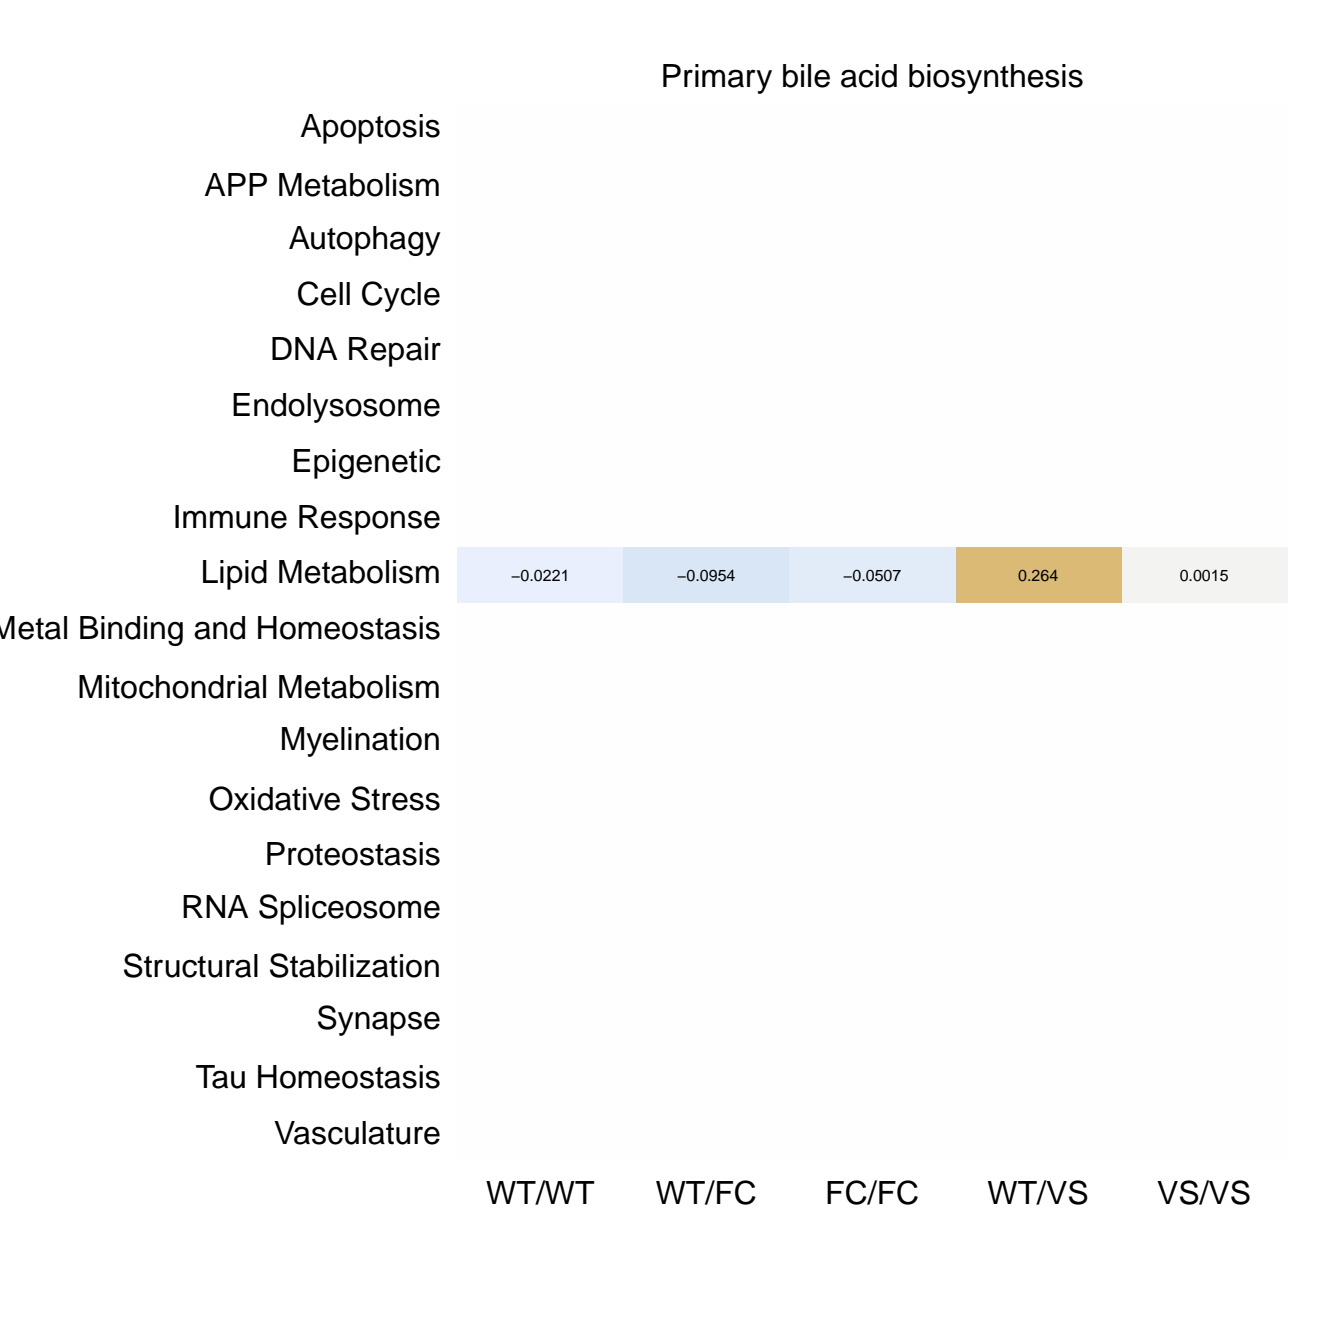 Primary bile acid biosynthesis
Apoptosis
APP Metabolism
Autophagy
Cell Cycle
DNA Repair
Endolysosome
Epigenetic
Immune Response
Lipid Metabolism −0.0221 −0.0954 −0.0507 0.264 0.0015
Metal Binding and Homeostasis
Mitochondrial Metabolism
Myelination
Oxidative Stress
Proteostasis
RNA Spliceosome
Structural Stabilization
Synapse
Tau Homeostasis
Vasculature
WT/WT WT/FC FC/FC WT/VS VS/VS